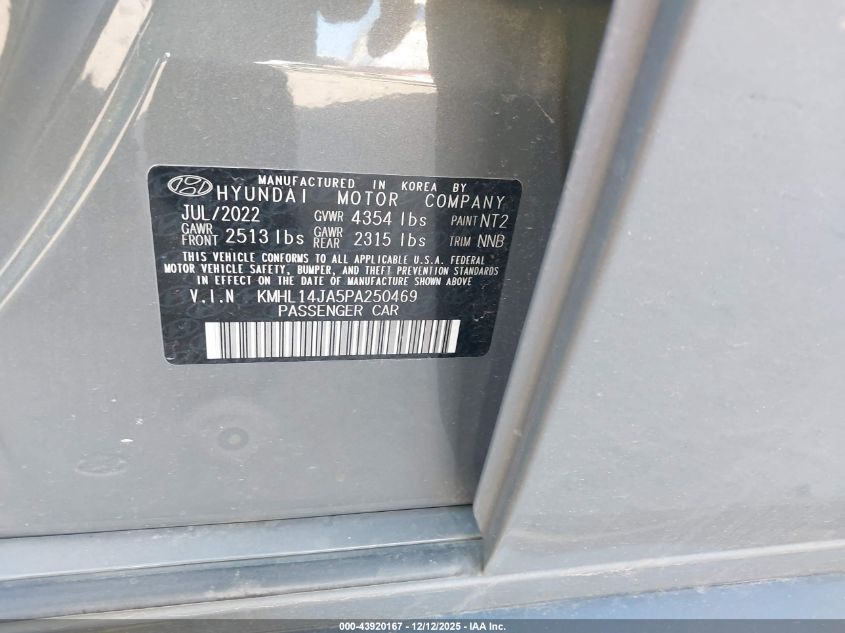 MANUFACTURED IN KOREA BY
HYUNDAI MOTOR COMPANY
JUL/2022 GVWR 4354 lbs PAINT NT2
GAWR FRONT 2513 lbs GAWR REAR 2315 lbs TRIM NNB
THIS VEHICLE CONFORMS TO ALL APPLICABLE U.S.A. FEDERAL
MOTOR VEHICLE SAFETY, BUMPER, AND THEFT PREVENTION STANDARDS
IN EFFECT ON THE DATE OF MANUFACTURE SHOWN ABOVE
V.I.N KMHL14JA5PA250469
PASSENGER CAR
000-43920167 - 12/12/2025 - IAA Inc.